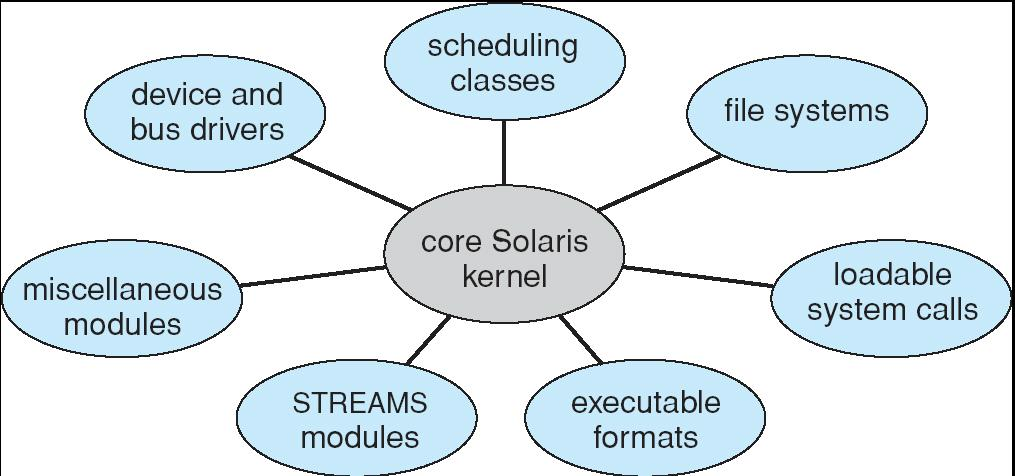 scheduling
classes
device and
bus drivers
file systems
core Solaris
kernel
miscellaneous
modules
loadable
system calls
STREAMS
modules
executable
formats